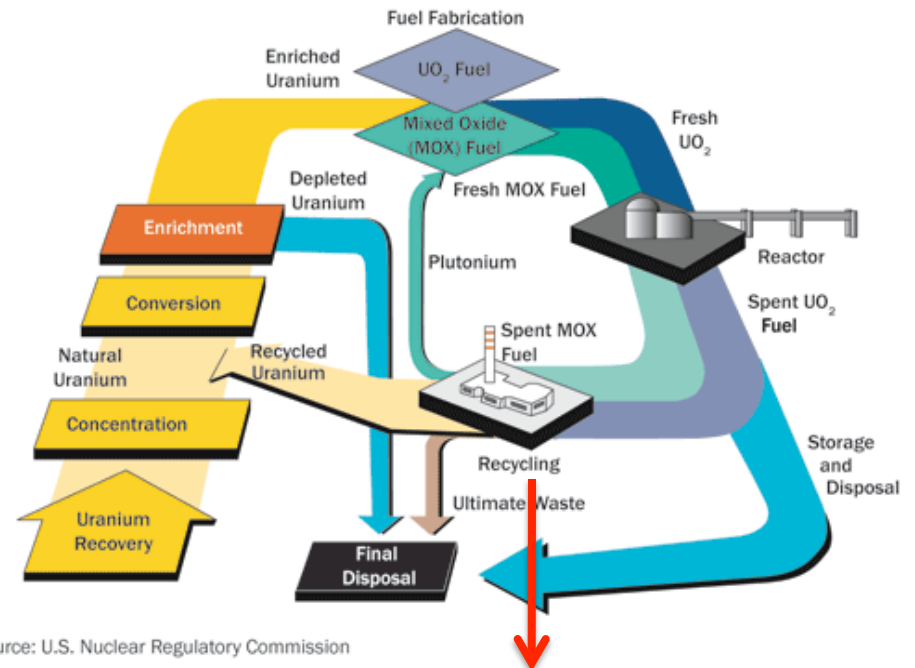 Fuel Fabrication
Enriched
Uranium
UO₂ Fuel
Mixed Oxide
(MOX) Fuel
Fresh
UO₂
Depleted
Uranium
Fresh MOX Fuel
Enrichment
Plutonium
Reactor
Conversion
Spent UO₂
Fuel
Spent MOX
Fuel
Natural
Uranium
Recycled
Uranium
Concentration
Storage
and
Disposal
Recycling
Ultimate Waste
Uranium
Recovery
Final
Disposal
urce: U.S. Nuclear Regulatory Commission